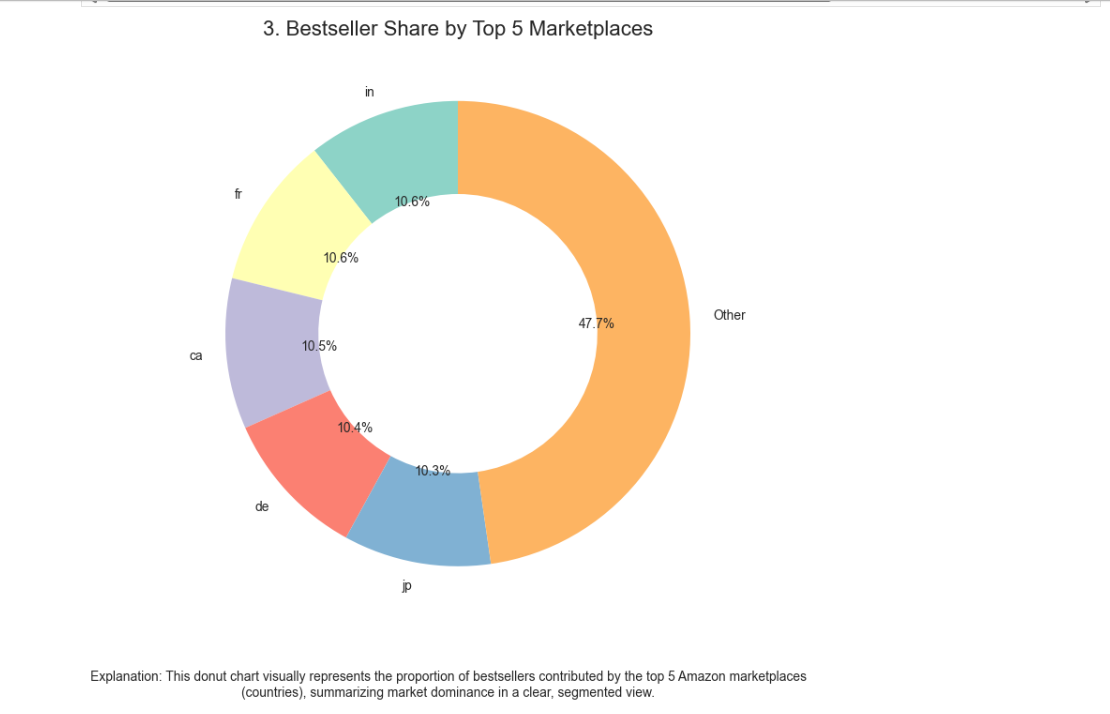 3. Bestseller Share by Top 5 Marketplaces
in
10.6%
fr
10.6%
47.7%
Other
10.5%
ca
10.4%
10.3%
de
jp
Explanation: This donut chart visually represents the proportion of bestsellers contributed by the top 5 Amazon marketplaces
(countries), summarizing market dominance in a clear, segmented view.